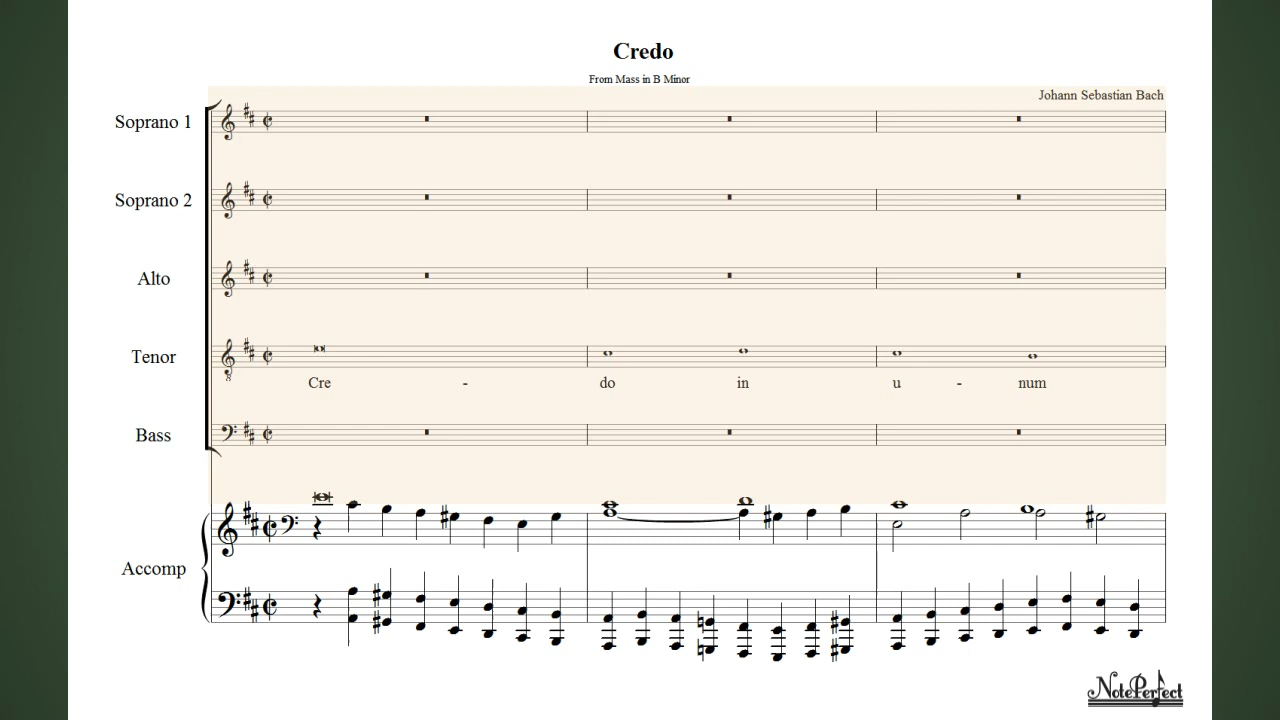 Credo
From Mass in B Minor
Johann Sebastian Bach
Soprano 1
Soprano 2
Alto
Tenor
8
Cre - do in u - num
Bass
Accomp
NotePerfect